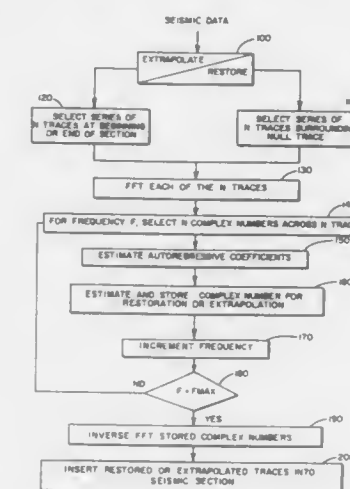 SEISMIC DATA
100
EXTRAPOLATE
RESTORE
120
SELECT SERIES OF
N TRACES AT BEGINNING
OR END OF SECTION
SELECT SERIES OF
N TRACES SURROUNDING
NULL TRACE
130
FFT EACH OF THE N TRACES
FOR FREQUENCY F, SELECT N COMPLEX NUMBERS ACROSS N TRAC
150
ESTIMATE AUTOREGRESSIVE COEFFICIENTS
160
ESTIMATE AND STORE COMPLEX NUMBER FOR
RESTORATION OR EXTRAPOLATION
170
INCREMENT FREQUENCY
180
NO
F = FMAX
YES
190
INVERSE FFT STORED COMPLEX NUMBERS
200
INSERT RESTORED OR EXTRAPOLATED TRACES INTO
SEISMIC SECTION